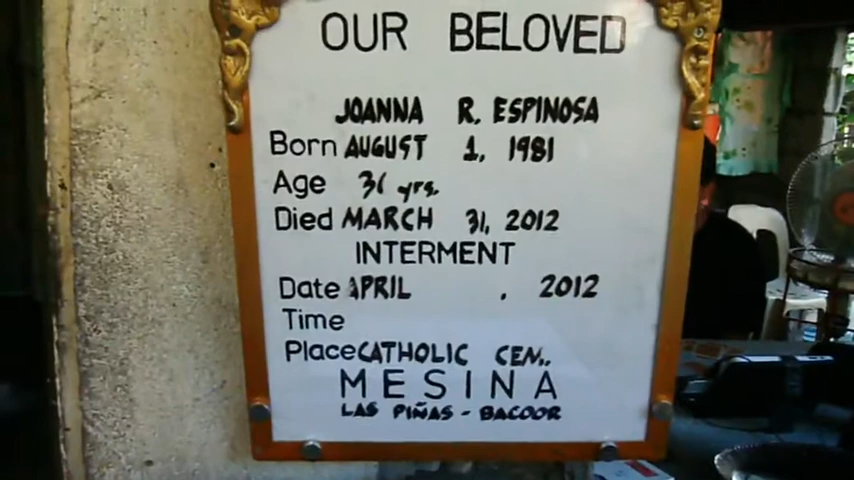 OUR BELOVED
JOANNA R. ESPINOSA
Born AUGUST 1, 1981
Age 31 yrs.
Died MARCH 31, 2012
INTERMENT
Date APRIL . 2012
Time
Place CATHOLIC CEM..
MESINA
LAS PIÑAS - BACOOR